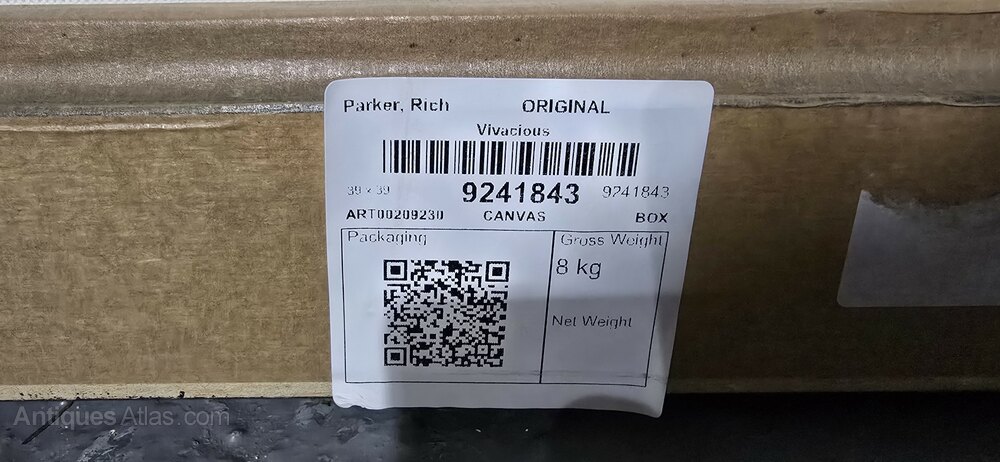 Parker, Rich ORIGINAL
Vivacious
39 x 39 9241843 9241843
ART00209230 CANVAS BOX
Packaging Gross Weight
8 kg
Net Weight
Antiques Atlas.com